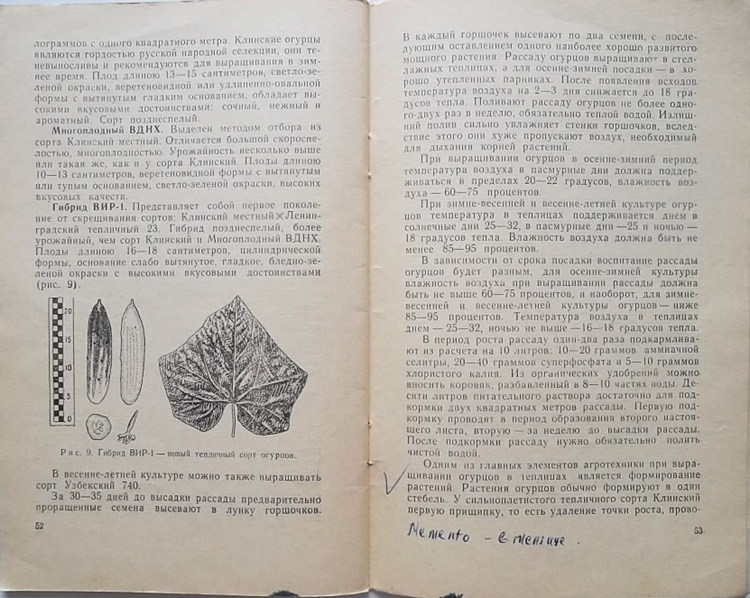 лограммов с одного квадратного метра. Клинские огурцы
являются гордостью русской народной селекции, они те-
невыносливы и рекомендуются для выращивания в зим-
нее время. Плод длиною 13—15 сантиметров, светло-зе-
леной окраски, веретеновидной или удлиненно-овальной
формы с вытянутым гладким основанием, обладает вы-
сокими вкусовыми достоинствами: сочный, нежный и
ароматный. Сорт позднеспелый.
Многоплодный ВДНХ. Выделен методом отбора из
сорта Клинский местный. Отличается большой скороспе-
лостью, многоплодностью. Урожайность несколько выше
или такая же, как и у сорта Клинский. Плоды длиною
10—13 сантиметров, веретеновидной формы с вытянутым
или тупым основанием, светло-зеленой окраски, высоких
вкусовых качеств.
Гибрид ВИР-1. Представляет собой первое поколе-
ние от скрещивания сортов: Клинский местный×Ленин-
градский тепличный 23. Гибрид позднеспелый, более
урожайный, чем сорт Клинский и Многоплодный ВДНХ.
Плоды длиною 16—18 сантиметров, цилиндрической
формы, основание слабо вытянутое, гладкое, бледно-зе-
леной окраски с высокими вкусовыми достоинствами
(рис. 9).
20
15
10
5
0
Рис. 9. Гибрид ВИР-1 — новый тепличный сорт огурцов.
В весенне-летней культуре можно также выращивать
сорт Узбекский 740.
За 30—35 дней до высадки рассады предварительно
пророщенные семена высевают в лунку горшочков.
52
В каждый горшочек высевают по два семени, с после-
дующим оставлением одного наиболее хорошо развитого
мощного растения. Рассаду огурцов выращивают в стел-
лажных теплицах, а для осенне-зимней посадки — в хо-
рошо утепленных парниках. После появления всходов
температура воздуха на 2—3 дня снижается до 18 гра-
дусов тепла. Поливают рассаду огурцов не более одно-
го-двух раз в неделю, обязательно теплой водой. Излиш-
ний полив сильно увлажняет стенки горшочков, вслед-
ствие этого они хуже пропускают воздух, необходимый
для дыхания корней растений.
При выращивании огурцов в осенне-зимний период
температура воздуха в пасмурные дни должна поддер-
живаться в пределах 20—22 градусов, влажность воз-
духа — 60—75 процентов.
При зимне-весенней и весенне-летней культуре огур-
цов температура в теплицах поддерживается днем в
солнечные дни 25—32, в пасмурные дни —25 и ночью —
18 градусов тепла. Влажность воздуха должна быть не
менее 85—95 процентов.
В зависимости от срока посадки воспитание рассады
огурцов будет разным, для осенне-зимней культуры
влажность воздуха при выращивании рассады должна
быть не выше 60—75 процентов, и наоборот, для зимне-
весенней и весенне-летней культуры огурцов — ниже
85—95 процентов. Температура воздуха в теплицах
днем — 25—32, ночью не выше —16—18 градусов тепла.
В период роста рассаду один-два раза подкармлива-
ют из расчета на 10 литров: 10—20 граммов аммиачной
селитры, 20—40 граммов суперфосфата и 5—10 граммов
хлористого калия. Из органических удобрений можно
вносить коровяк, разбавленный в 8—10 частях воды. Де-
сяти литров питательного раствора достаточно для под-
кормки двух квадратных метров рассады. Первую под-
кормку проводят в период образования второго настоя-
щего листа, вторую — за неделю до высадки рассады.
После подкормки рассаду нужно обязательно полить
чистой водой.
Одним из главных элементов агротехники при выра-
щивании огурцов в теплицах является формирование
растений. Растения огурцов обычно формируют в один
стебель. У сильноплетистого тепличного сорта Клинский
первую прищипку, то есть удаление точки роста, прово-
Memento —
53